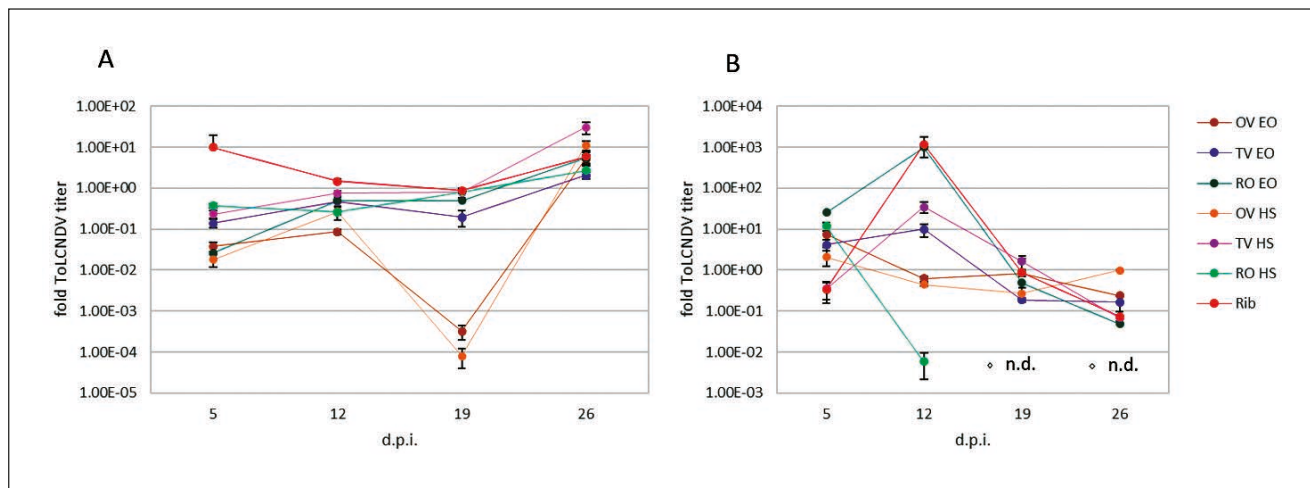 A
fold ToLCNDV titer
1.00E+02
1.00E+01
1.00E+00
1.00E-01
1.00E-02
1.00E-03
1.00E-04
1.00E-05
5 12 19 26
d.p.i.
B
fold ToLCNDV titer
1.00E+04
1.00E+03
1.00E+02
1.00E+01
1.00E+00
1.00E-01
1.00E-02
1.00E-03
n.d. n.d.
5 12 19 26
d.p.i.
OV EO
TV EO
RO EO
OV HS
TV HS
RO HS
Rib